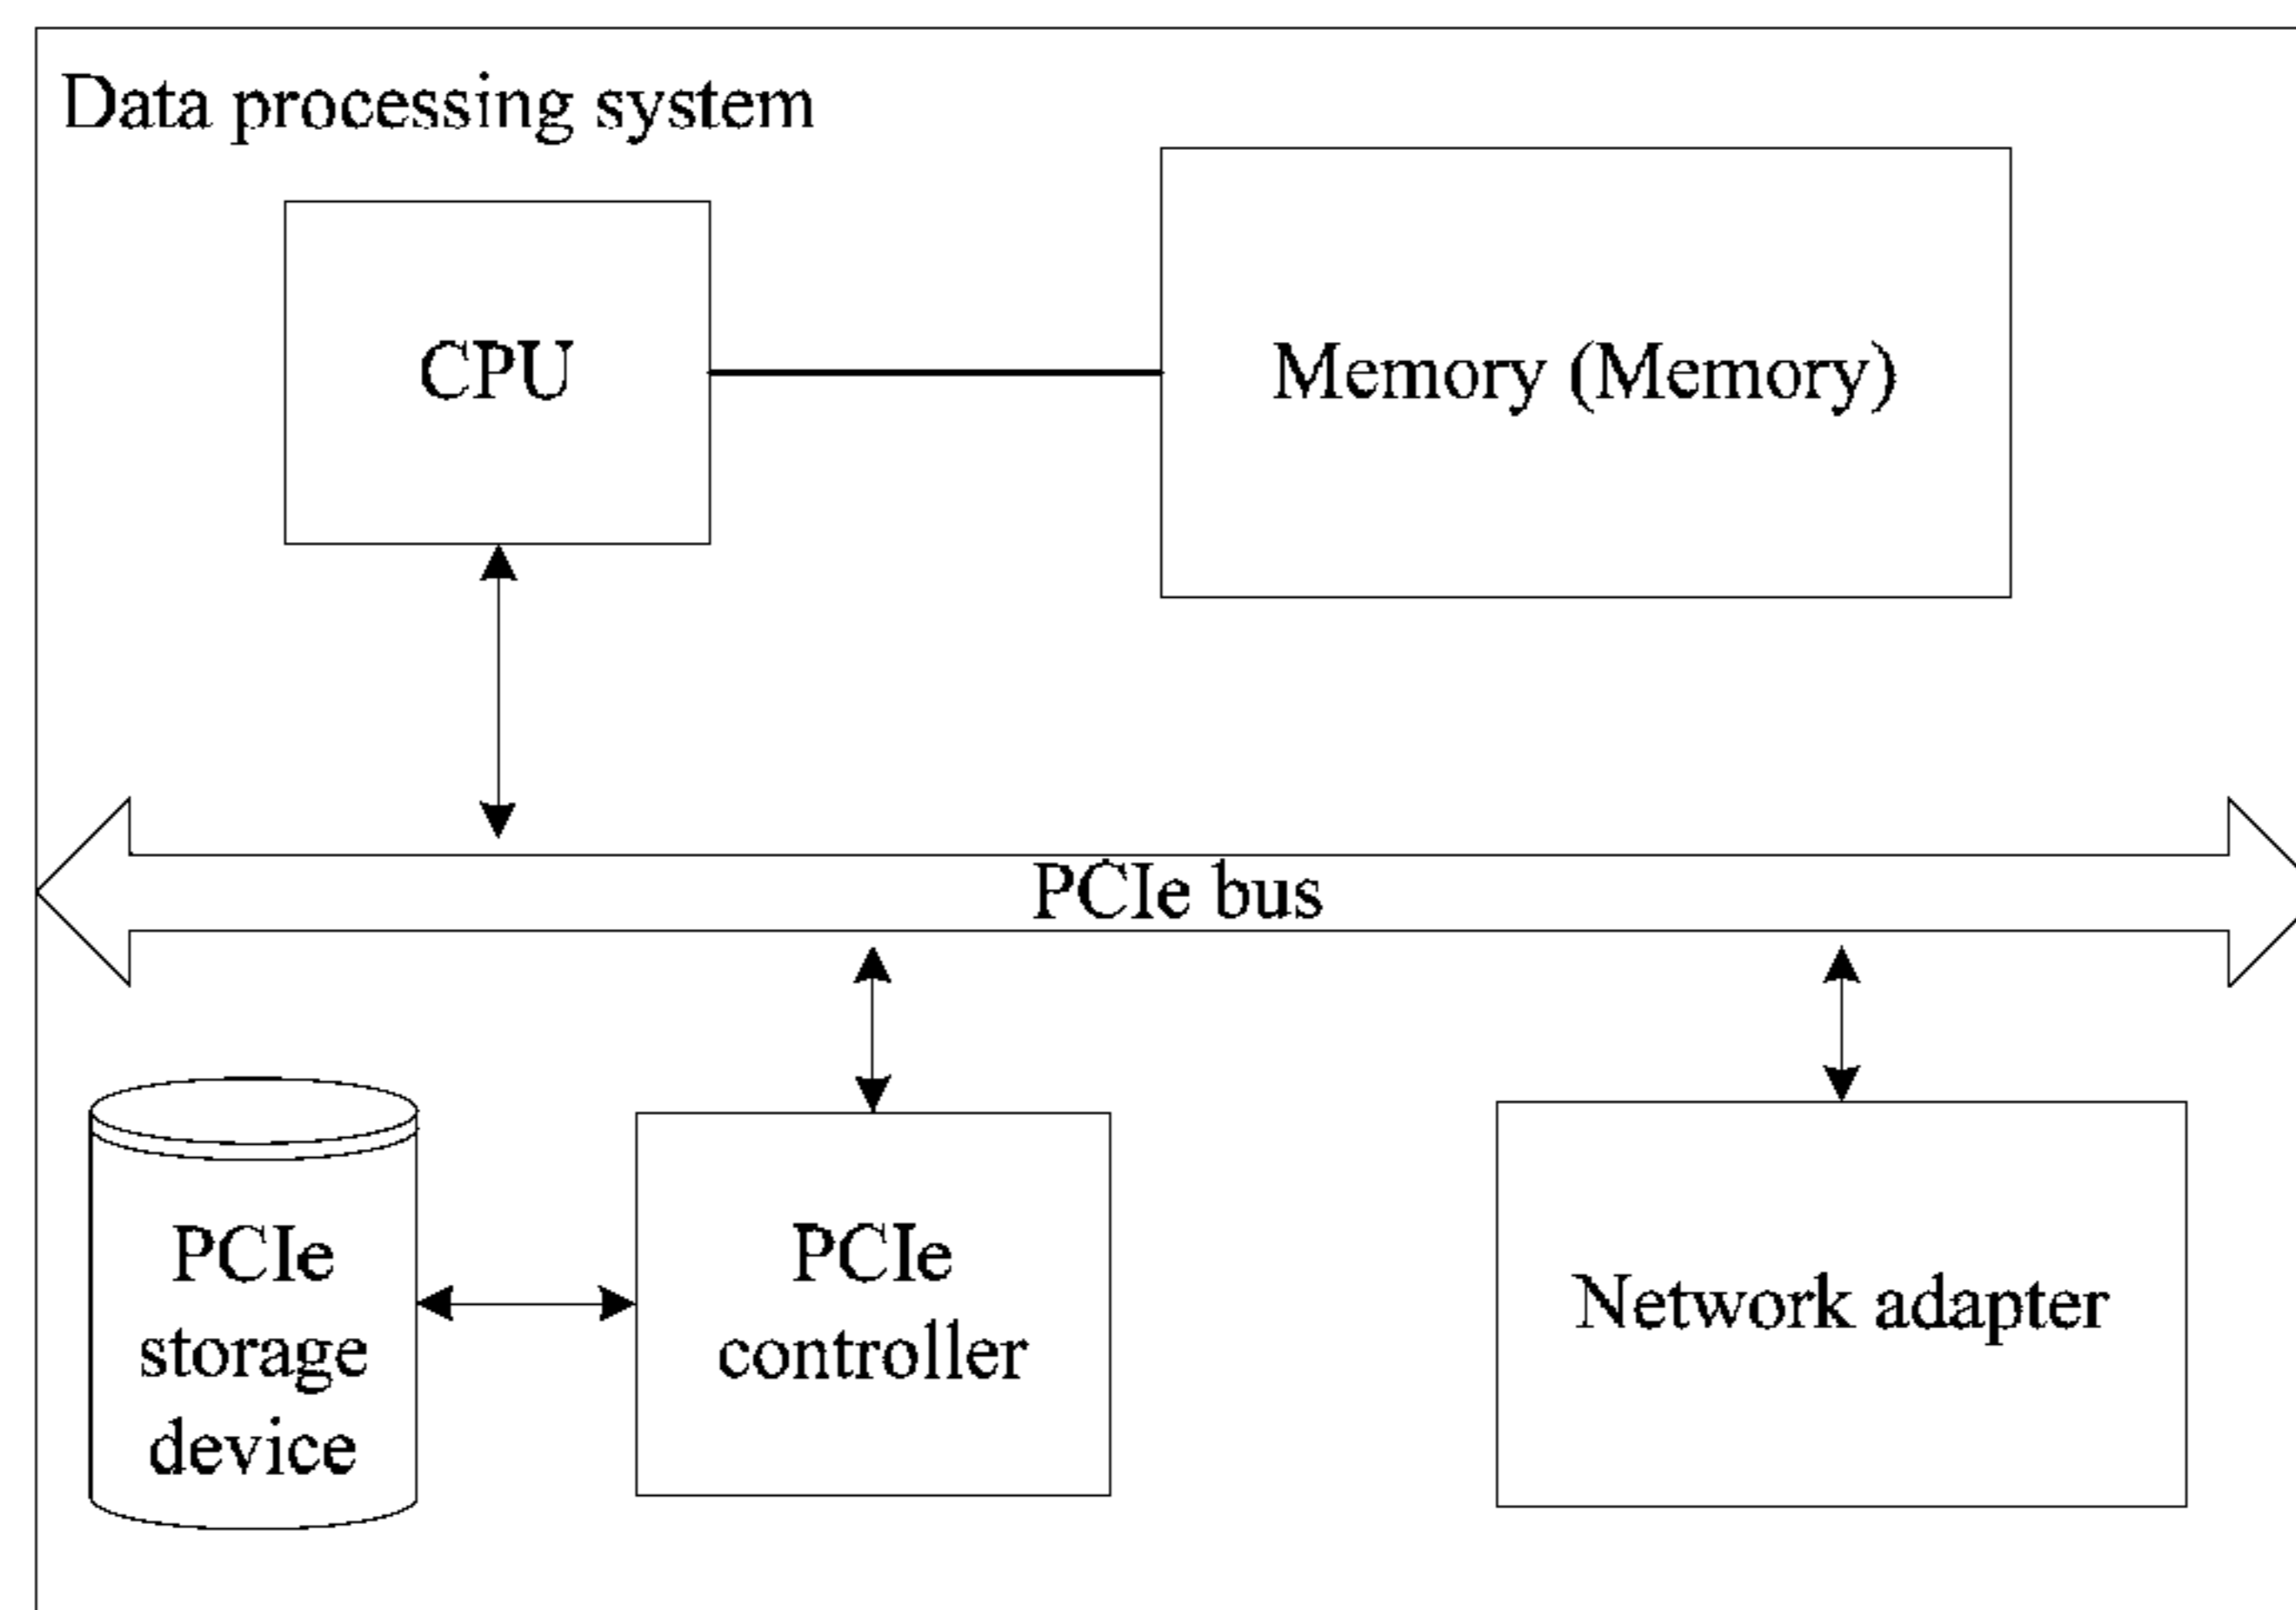 Data processing system
CPU
Memory (Memory)
PCIe bus
PCIe
storage
device
PCIe
controller
Network adapter